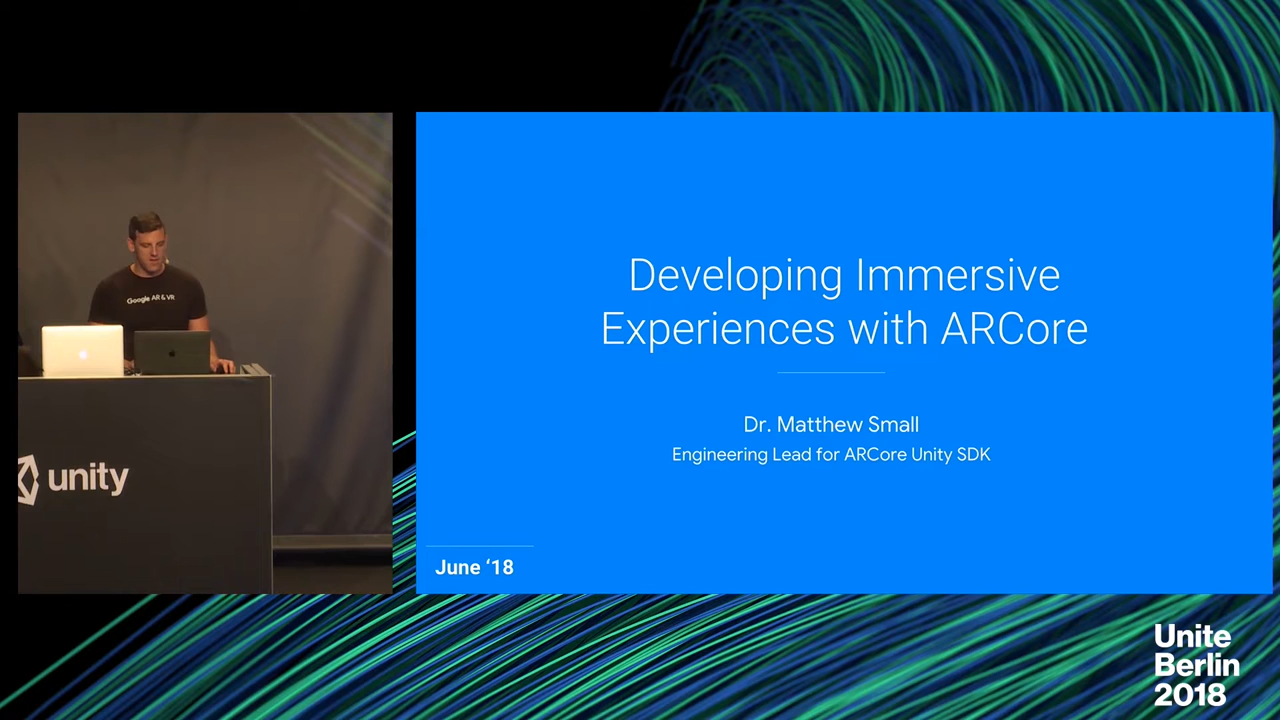 Google AR & VR
unity
Developing Immersive
Experiences with ARCore
Dr. Matthew Small
Engineering Lead for ARCore Unity SDK
June ‘18
Unite
Berlin
2018